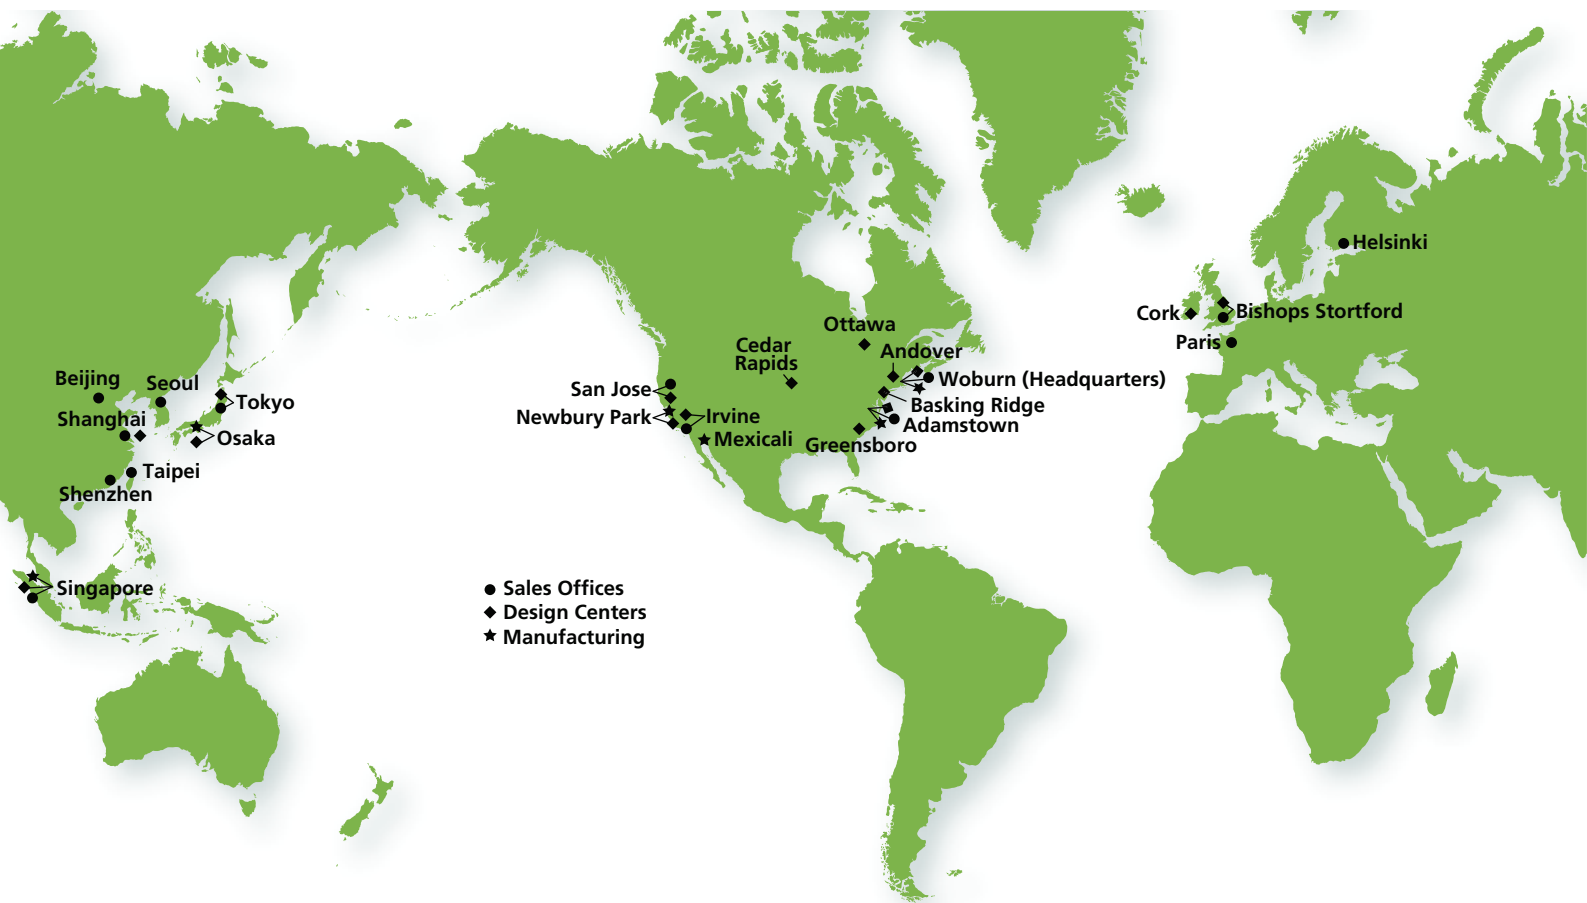 Helsinki
Cork
Bishops Stortford
Paris
Ottawa
Cedar
Rapids
Andover
San Jose
Woburn (Headquarters)
Newbury Park
Irvine
Basking Ridge
Mexicali
Adamstown
Greensboro
Beijing
Seoul
Tokyo
Shanghai
Osaka
Taipei
Shenzhen
Singapore
Sales Offices
Design Centers
Manufacturing